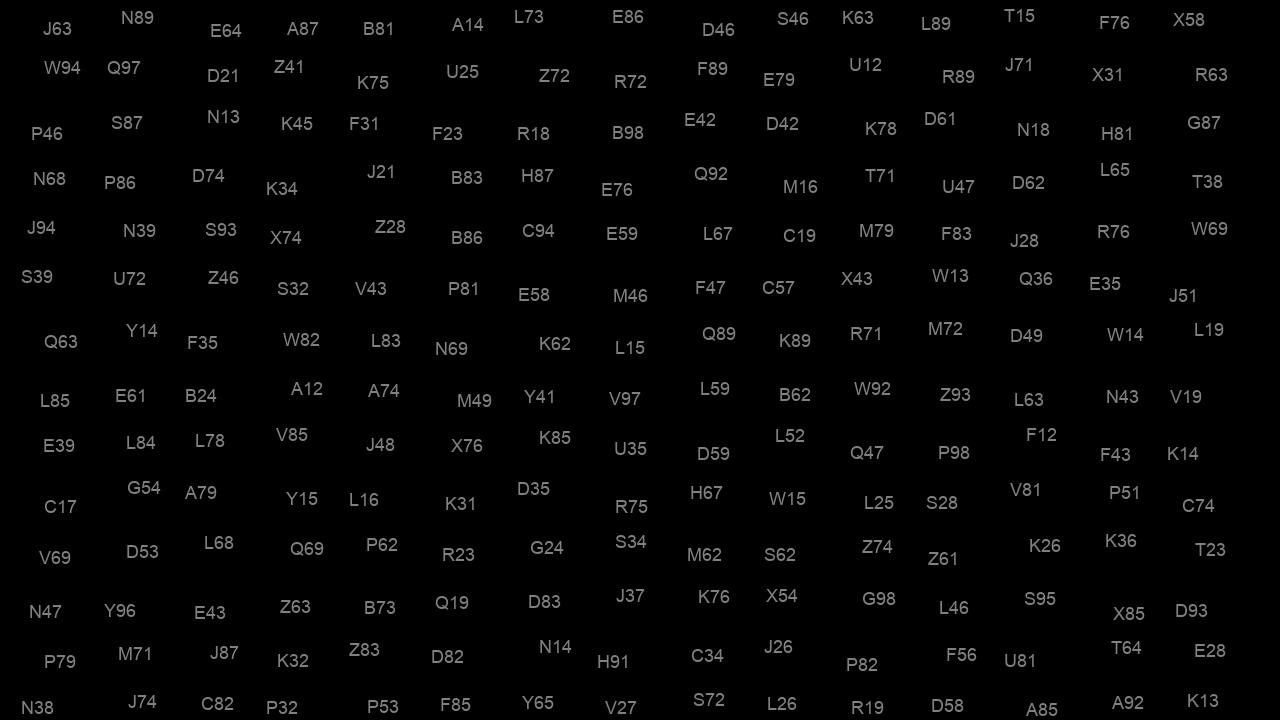 J63 N89 E64 A87 B81 A14 L73 E86 D46 S46 K63 L89 T15 F76 X58
W94 Q97 D21 Z41 K75 U25 Z72 R72 F89 E79 U12 R89 J71 X31 R63
P46 S87 N13 K45 F31 F23 R18 B98 E42 D42 K78 D61 N18 H81 G87
N68 P86 D74 K34 J21 B83 H87 E76 Q92 M16 T71 U47 D62 L65 T38
J94 N39 S93 X74 Z28 B86 C94 E59 L67 C19 M79 F83 J28 R76 W69
S39 U72 Z46 S32 V43 P81 E58 M46 F47 C57 X43 W13 Q36 E35 J51
Q63 Y14 F35 W82 L83 N69 K62 L15 Q89 K89 R71 M72 D49 W14 L19
L85 E61 B24 A12 A74 M49 Y41 V97 L59 B62 W92 Z93 L63 N43 V19
E39 L84 L78 V85 J48 X76 K85 U35 D59 L52 Q47 P98 F12 F43 K14
C17 G54 A79 Y15 L16 K31 D35 R75 H67 W15 L25 S28 V81 P51 C74
V69 D53 L68 Q69 P62 R23 G24 S34 M62 S62 Z74 Z61 K26 K36 T23
N47 Y96 E43 Z63 B73 Q19 D83 J37 K76 X54 G98 L46 S95 X85 D93
P79 M71 J87 K32 Z83 D82 N14 H91 C34 J26 P82 F56 U81 T64 E28
N38 J74 C82 P32 P53 F85 Y65 V27 S72 L26 R19 D58 A85 A92 K13